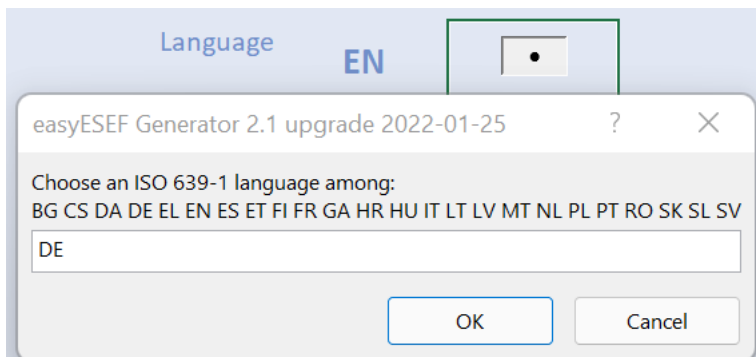 Language
EN
easyESEF Generator 2.1 upgrade 2022-01-25
Choose an ISO 639-1 language among:
BG CS DA DE EL EN ES ET FI FR GA HR HU IT LT LV MT NL PL PT RO SK SL SV
DE
OK Cancel